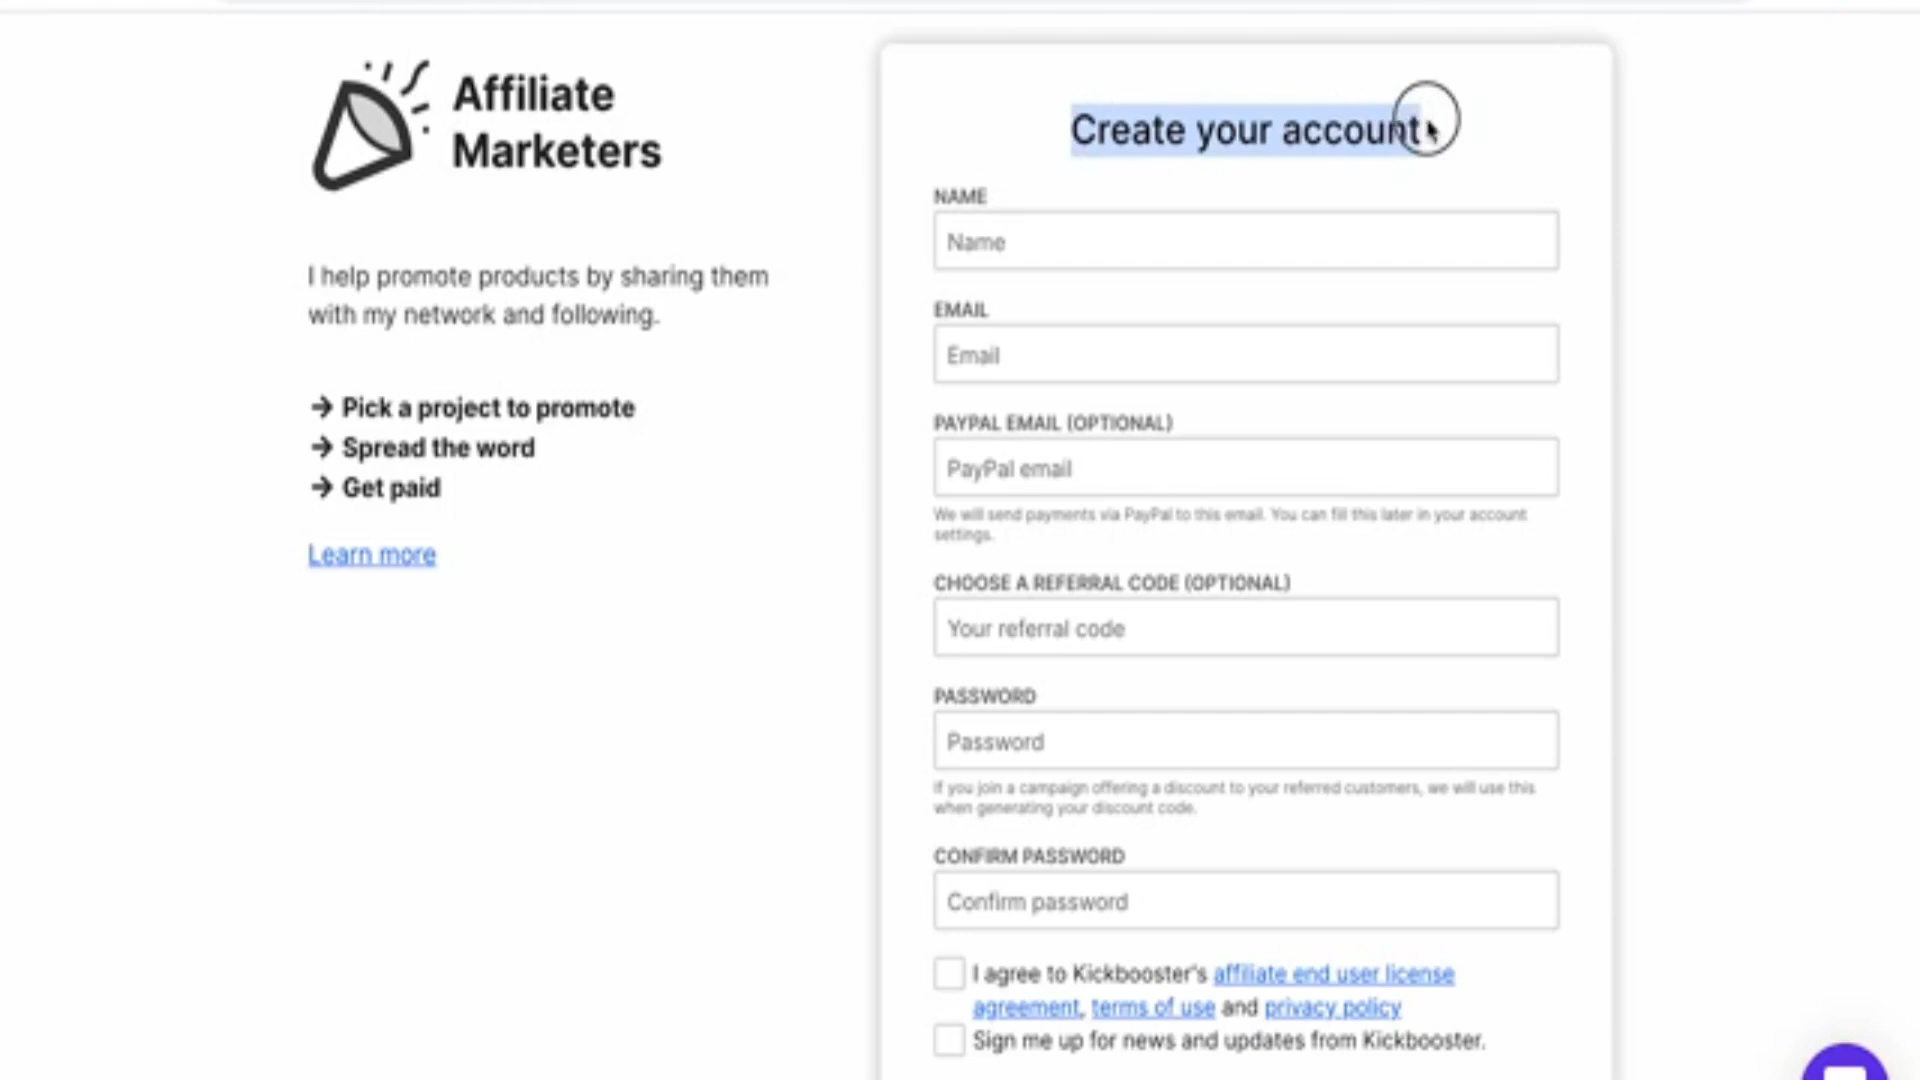 Affiliate
Marketers
I help promote products by sharing them
with my network and following.
→ Pick a project to promote
→ Spread the word
→ Get paid
Learn more
Create your account
NAME
Name
EMAIL
Email
PAYPAL EMAIL (OPTIONAL)
PayPal email
We will send payments via PayPal to this email. You can fill this later in your account
settings.
CHOOSE A REFERRAL CODE (OPTIONAL)
Your referral code
PASSWORD
Password
If you join a campaign offering a discount to your referred customers, we will use this
when generating your discount code.
CONFIRM PASSWORD
Confirm password
I agree to Kickbooster's affiliate end user license
agreement, terms of use and privacy policy
Sign me up for news and updates from Kickbooster.